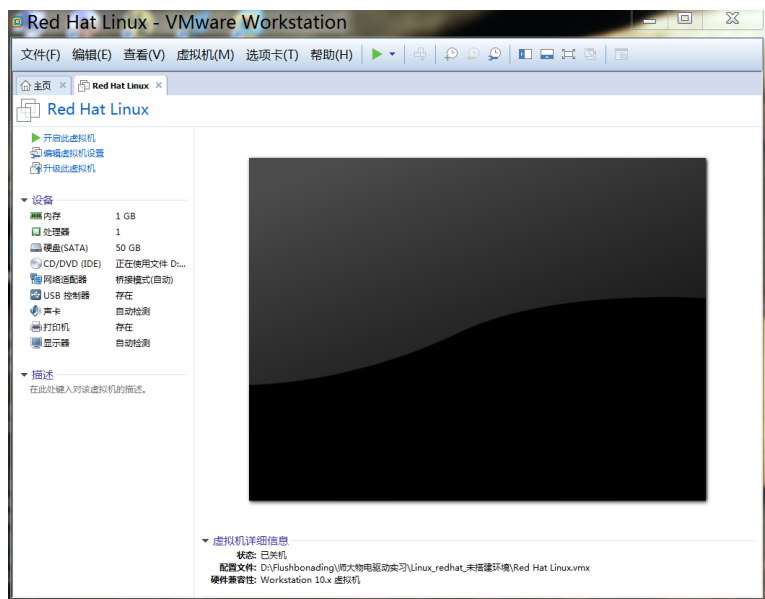 Red Hat Linux - VMware Workstation
文件(F) 编辑(E) 查看(V) 虚拟机(M) 选项卡(T) 帮助(H)
主页 × Red Hat Linux ×
Red Hat Linux
开启此虚拟机
编辑虚拟机设置
升级此虚拟机
设备
内存 1 GB
处理器 1
硬盘(SATA) 50 GB
CD/DVD (IDE) 正在使用文件 D:...
网络适配器 桥接模式(自动)
USB 控制器 存在
声卡 自动检测
打印机 存在
显示器 自动检测
描述
在此处键入对该虚拟机的描述。
虚拟机详细信息
状态: 已关机
配置文件: D:\Flushbonading\师大物电驱动实习\Linux_redhat_未搭建环境\Red Hat Linux.vmx
硬件兼容性: Workstation 10.x 虚拟机